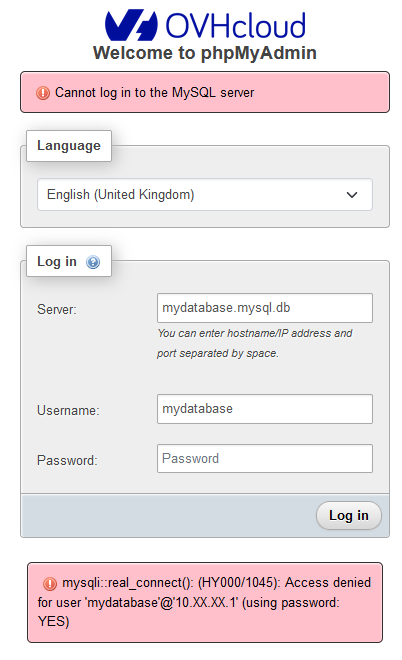 OVHcloud
Welcome to phpMyAdmin
Cannot log in to the MySQL server
Language
English (United Kingdom)
Log in
Server:
mydatabase.mysql.db
You can enter hostname/IP address and
port separated by space.
Username:
mydatabase
Password:
Password
Log in
mysqli::real_connect(): (HY000/1045): Access denied
for user 'mydatabase'@'10.XX.XX.1' (using password:
YES)